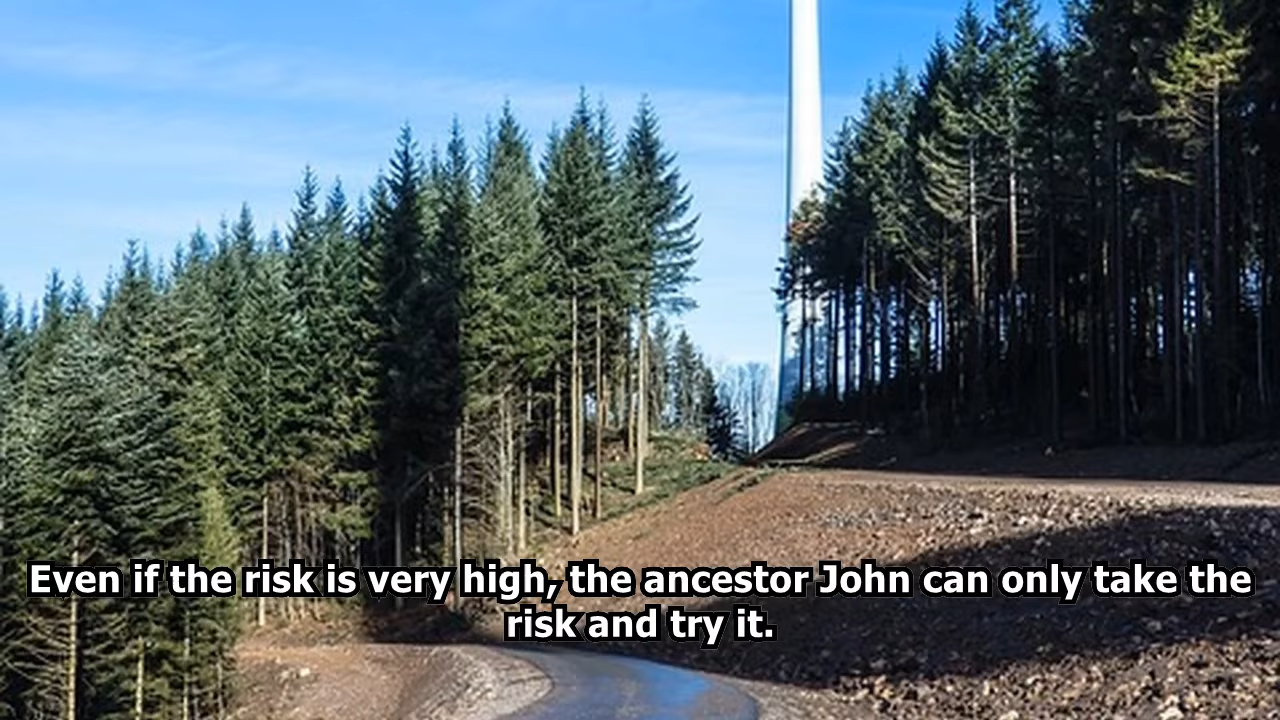 Even if the risk is very high, the ancestor John can only take the
risk and try it.